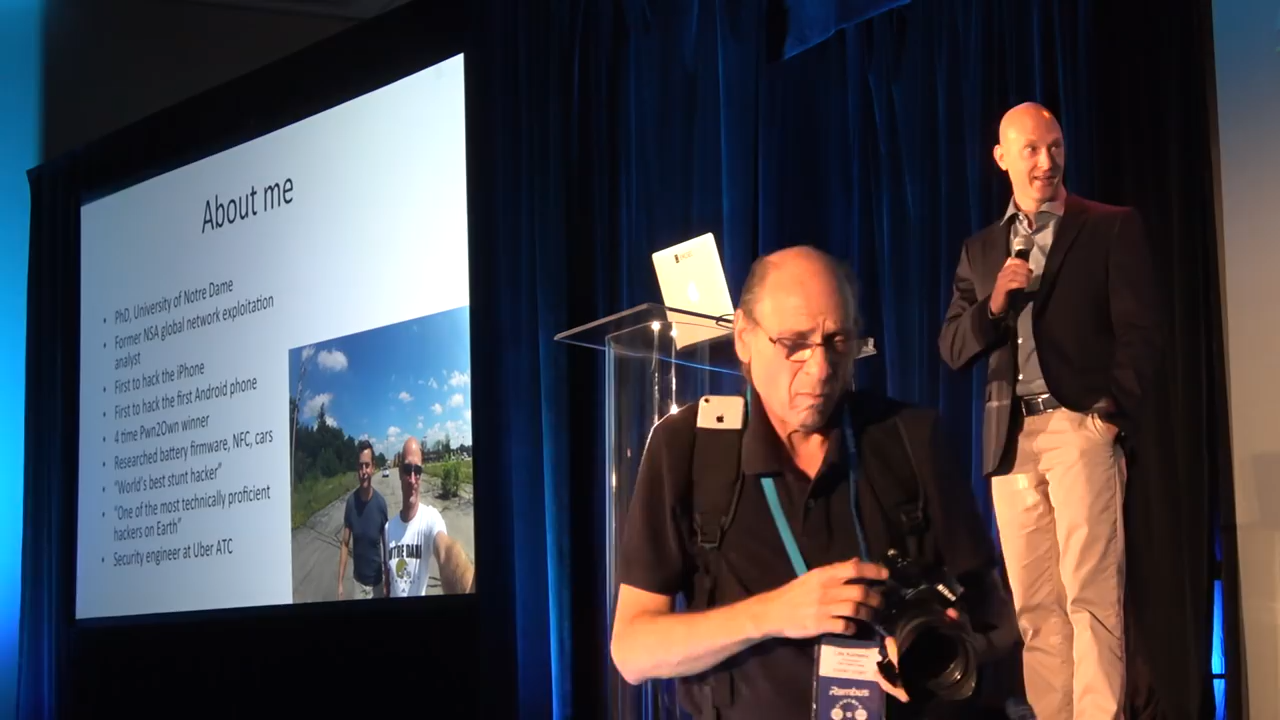 About me
• PhD, University of Notre Dame
• Former NSA global network exploitation
analyst
• First to hack the iPhone
• First to hack the first Android phone
• 4 time Pwn2Own winner
• Researched battery firmware, NFC, cars
• "World's best stunt hacker"
• "One of the most technically proficient
hackers on Earth"
• Security engineer at Uber ATC
Rambus